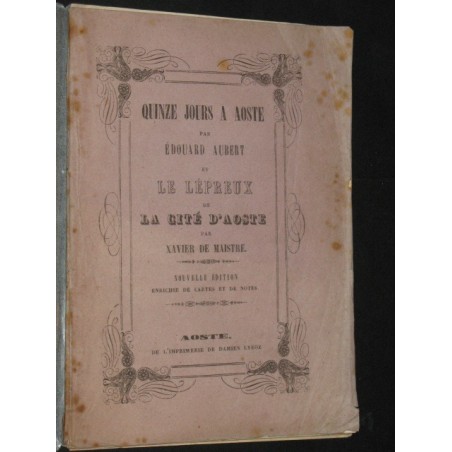 QUINZE JOURS A AOSTE
PAR
ÉDOUARD AUBERT
ET
LE LÉPREUX
DE
LA CITÉ D'AOSTE
PAR
XAVIER DE MAISTRE.
NOUVELLE ÉDITION
ENRICHIE DE CARTES ET DE NOTES
AOSTE.
DE L'IMPRIMERIE DE DAMIEN LYBOZ